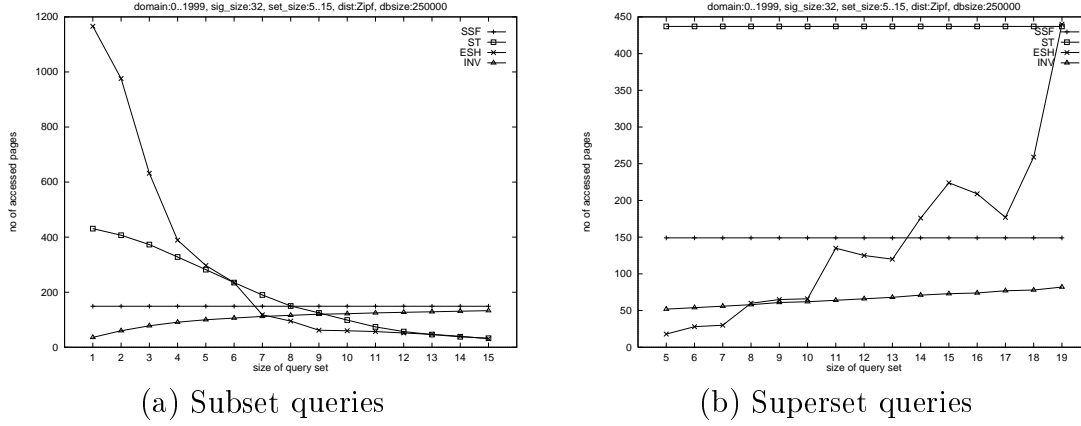 domain:0..1999, sig_size:32, set_size:5..15, dist:Zipf, dbsize:250000
1200
1000
800
600
400
200
0
no of accessed pages
SSF
ST
ESH
INV
1 2 3 4 5 6 7 8 9 10 11 12 13 14 15
size of query set
(a) Subset queries
domain:0..1999, sig_size:32, set_size:5..15, dist:Zipf, dbsize:250000
450
400
350
300
250
200
150
100
50
0
no of accessed pages
SSF
ST
ESH
INV
5 6 7 8 9 10 11 12 13 14 15 16 17 18 19
size of query set
(b) Superset queries